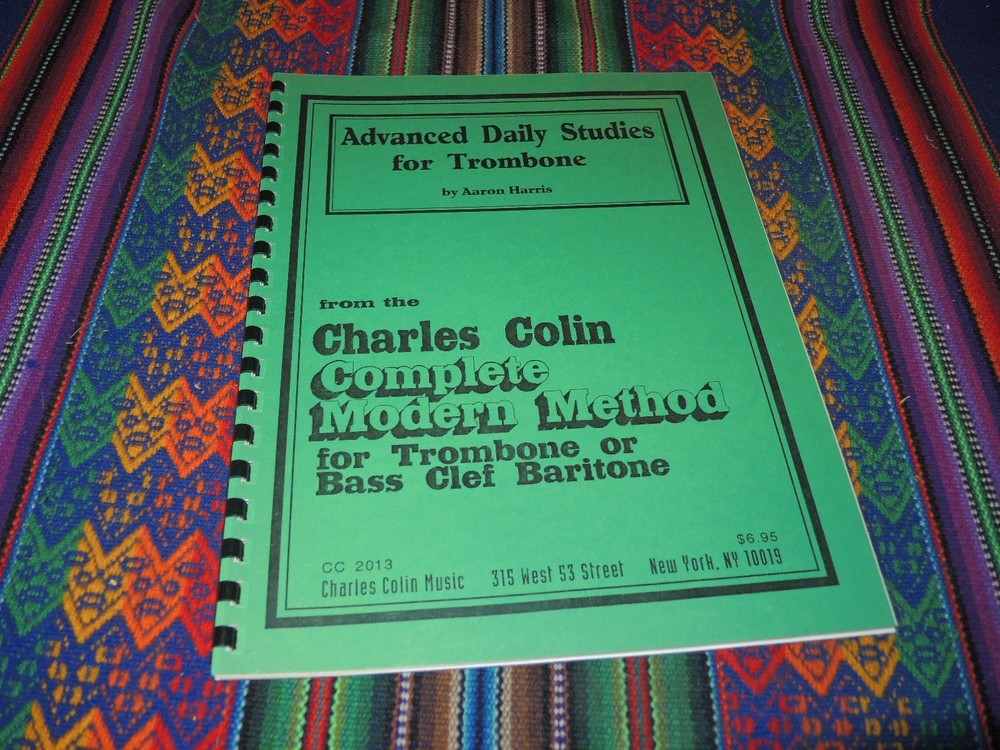 Advanced Daily Studies
for Trombone
by Aaron Harris
from the
Charles Colin
Complete
Modern Method
for Trombone or
Bass Clef Baritone
CC 2013
$6.95
Charles Colin Music 315 West 53 Street New York, NY 10019